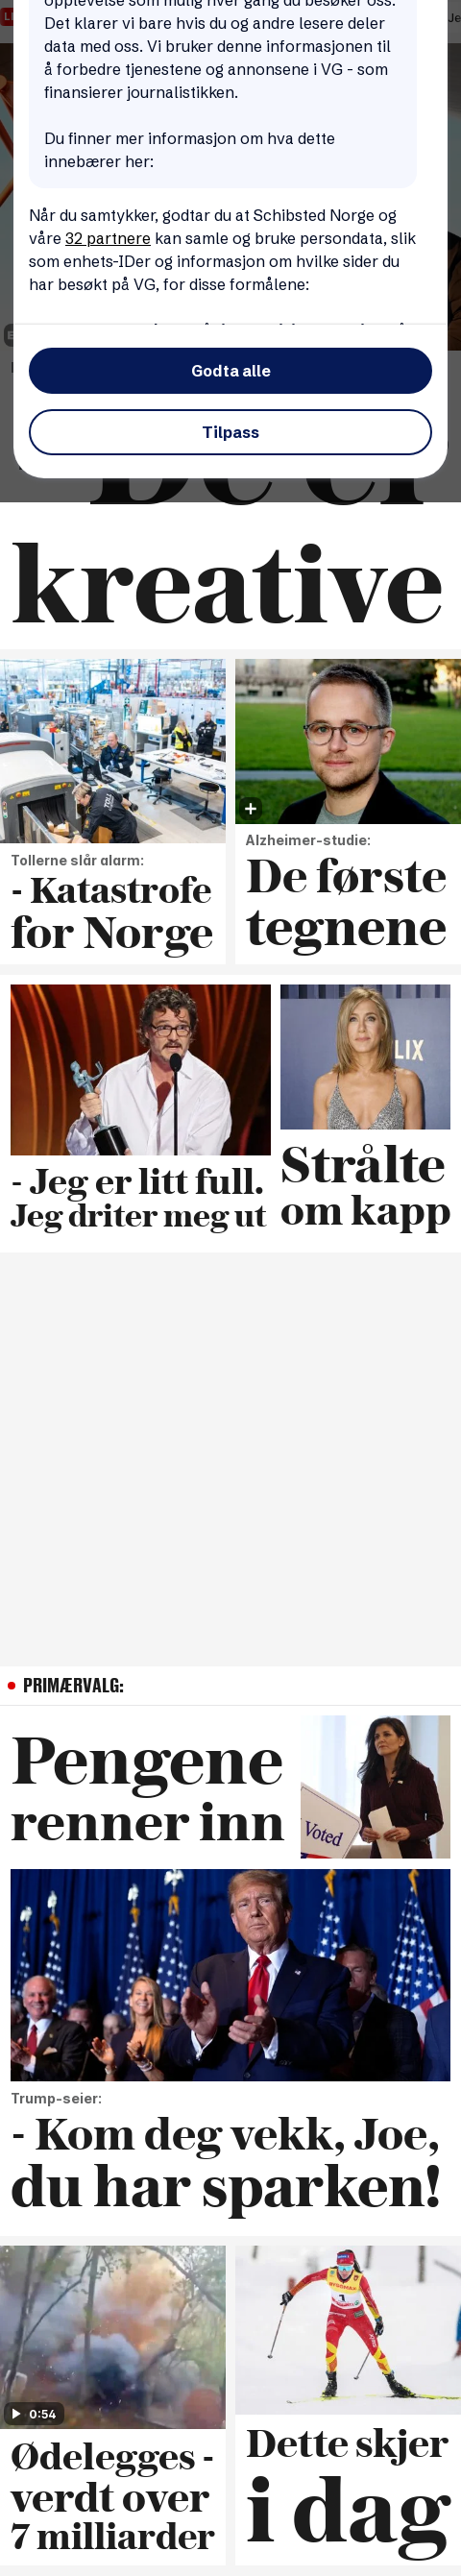 opplevelse som mulig hver gang du besøker oss.
Det klarer vi bare hvis du og andre lesere deler
data med oss. Vi bruker denne informasjonen til
å forbedre tjenestene og annonsene i VG - som
finansierer journalistikken.
Du finner mer informasjon om hva dette
innebærer her:
Når du samtykker, godtar du at Schibsted Norge og
våre 32 partnere kan samle og bruke persondata, slik
som enhets-IDer og informasjon om hvilke sider du
har besøkt på VG, for disse formålene:
Godta alle
Tilpass
- De er
kreative
Tollerne slår alarm:
- Katastrofe
for Norge
Alzheimer-studie:
De første
tegnene
- Jeg er litt full.
Jeg driter meg ut
LIX
Strålte
om kapp
PRIMÆRVALG:
Pengene
renner inn
Voted
Trump-seier:
- Kom deg vekk, Joe,
du har sparken!
0:54
Ødelegges -
verdt over
7 milliarder
1
Dette skjer
i dag